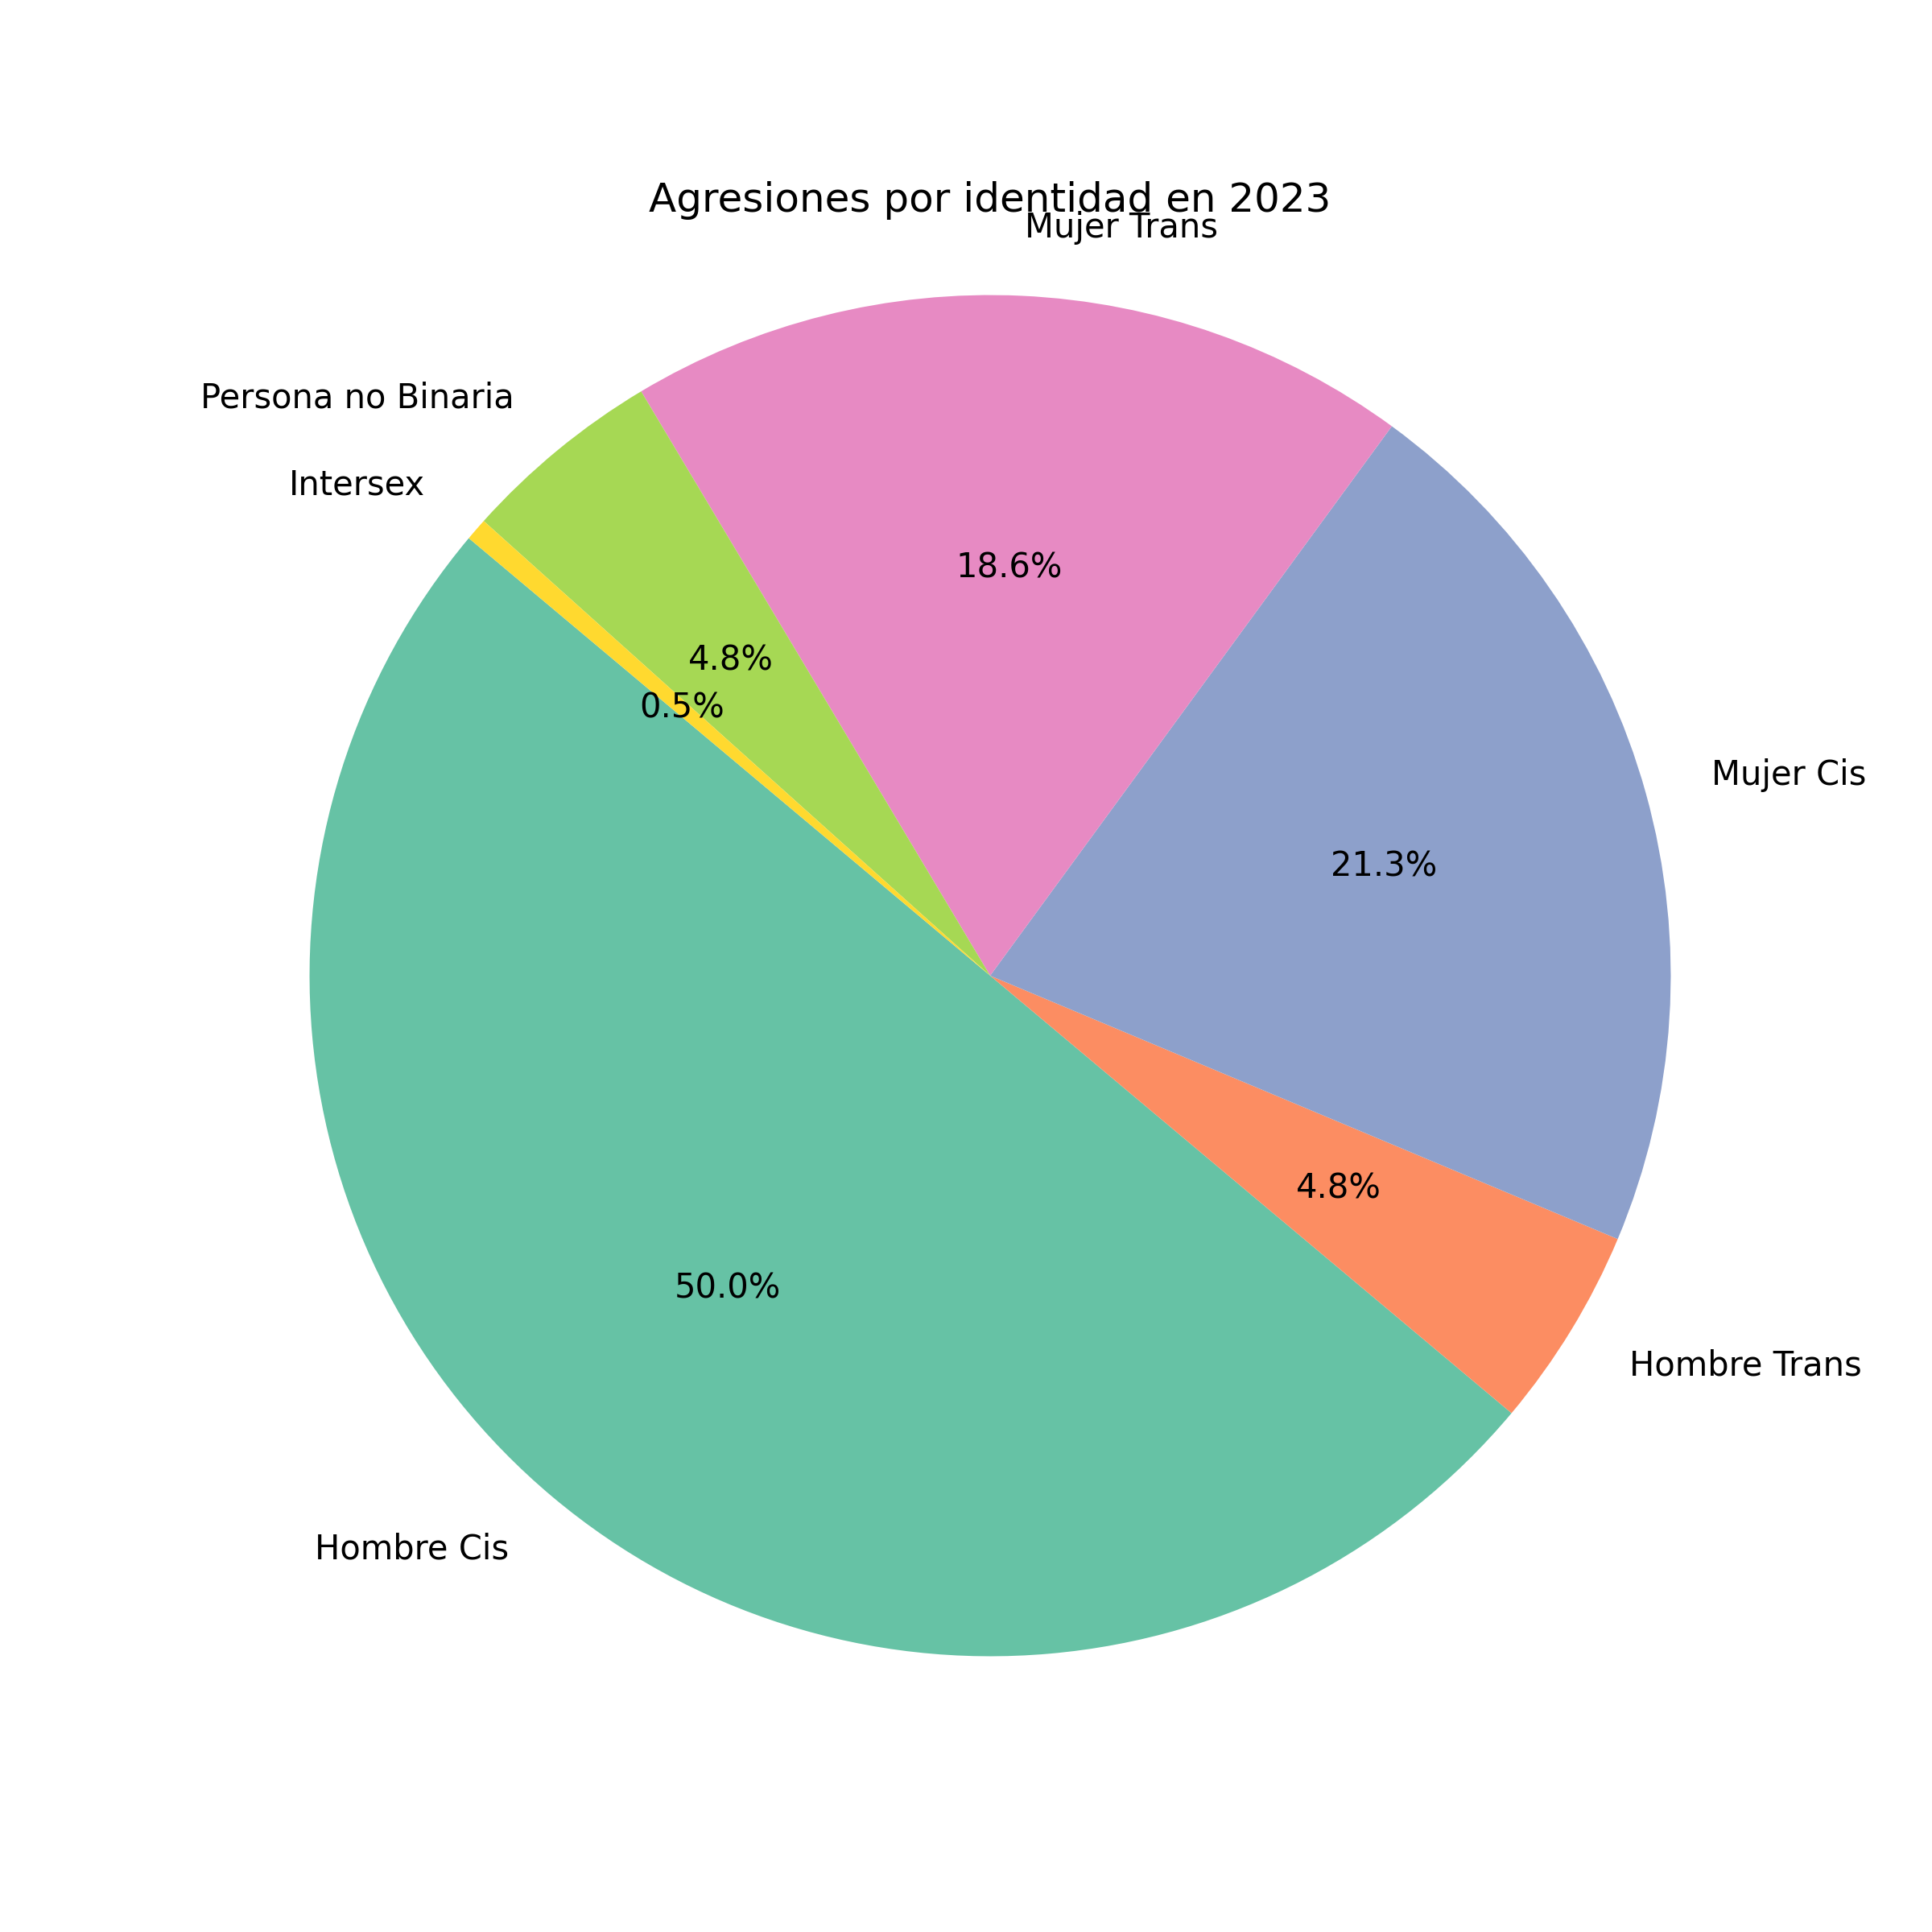 Agresiones por identidad en 2023
Mujer Trans
Persona no Binaria
Intersex
18.6%
4.8%
0.5%
Mujer Cis
21.3%
4.8%
50.0%
Hombre Trans
Hombre Cis